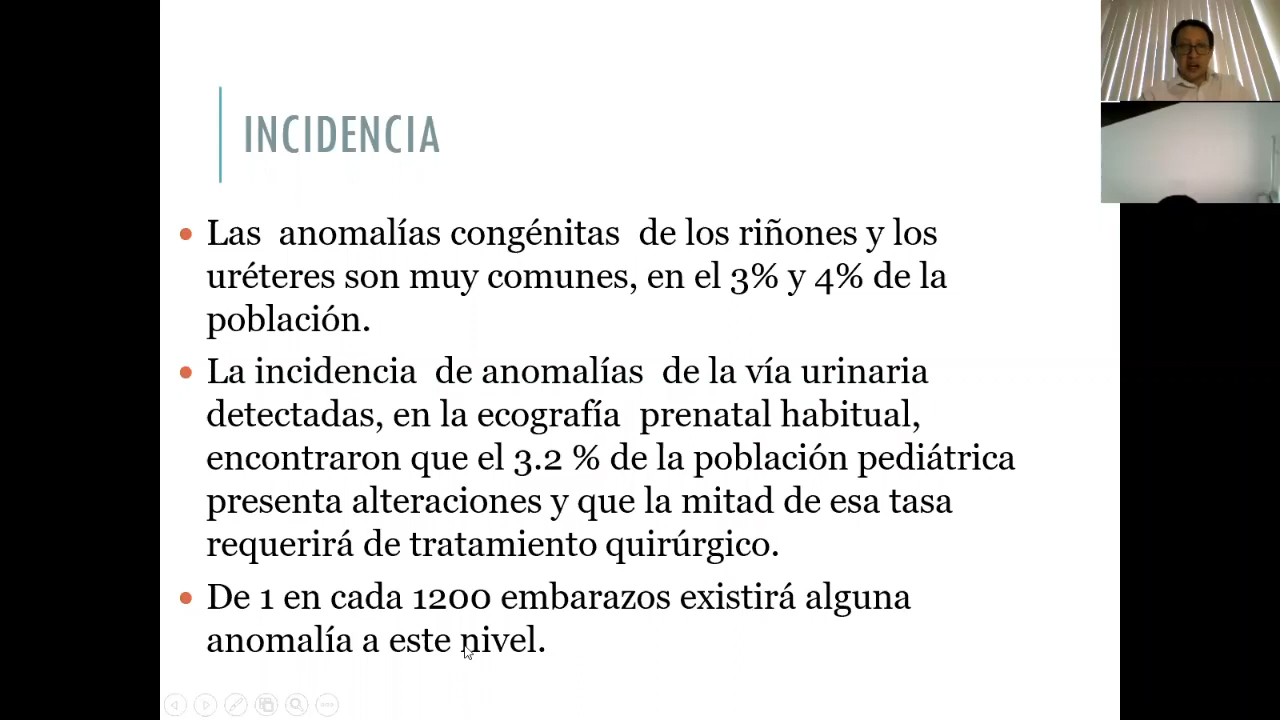 INCIDENCIA
Las anomalías congénitas de los riñones y los
uréteres son muy comunes, en el 3% y 4% de la
población.
La incidencia de anomalías de la vía urinaria
detectadas, en la ecografía prenatal habitual,
encontraron que el 3.2 % de la población pediátrica
presenta alteraciones y que la mitad de esa tasa
requerirá de tratamiento quirúrgico.
De 1 en cada 1200 embarazos existirá alguna
anomalía a este nivel.